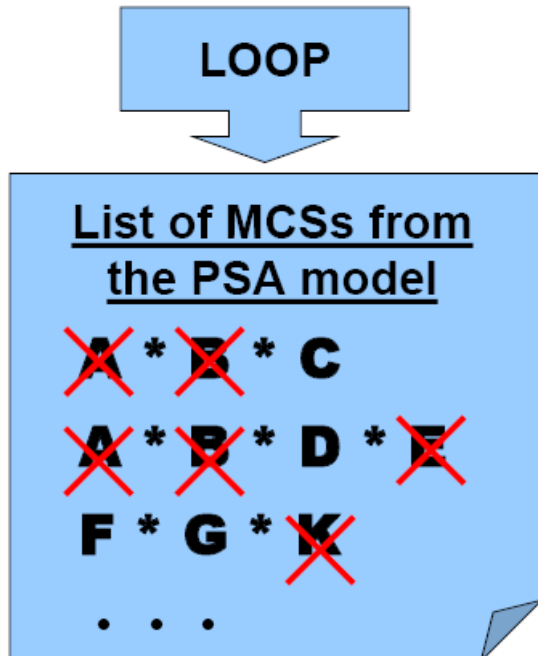 LOOP
List of MCSs from
the PSA model
A * B * C
A * B * D * E
F * G * K
. . .